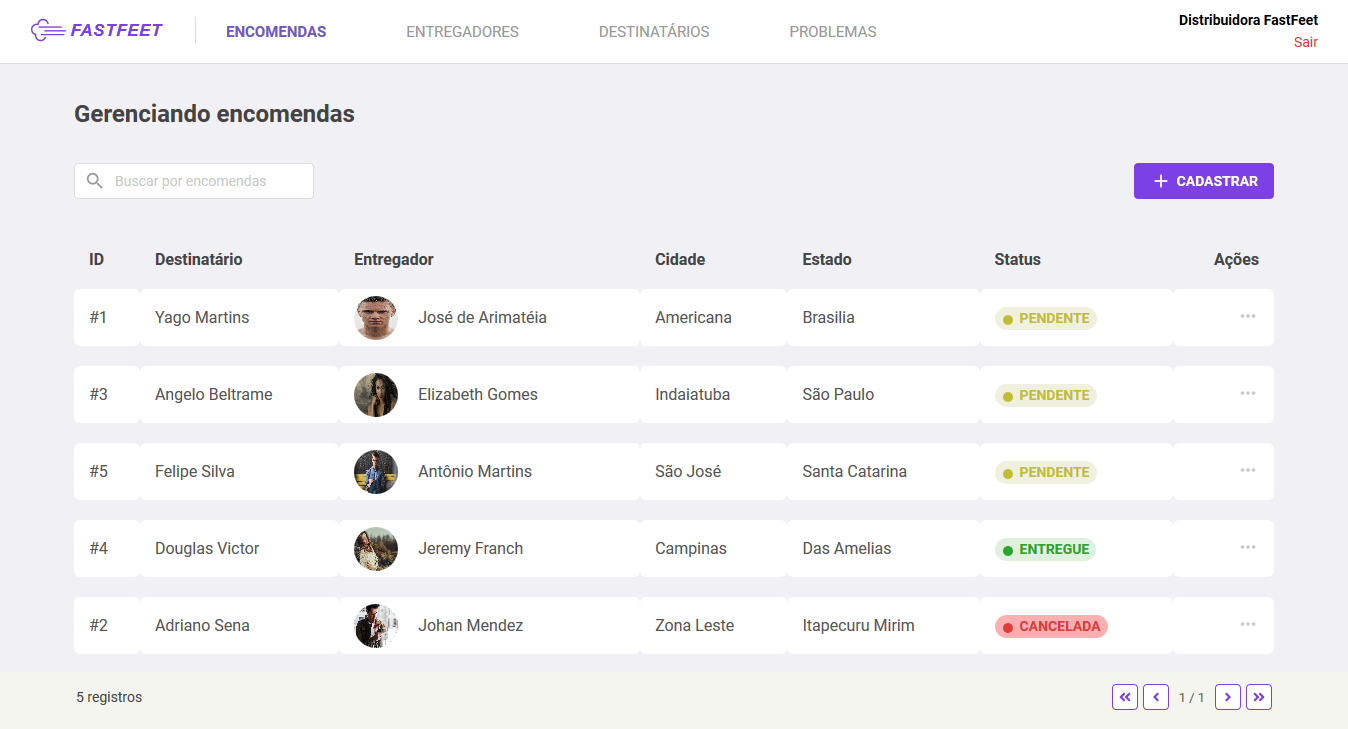 FASTFEET ENCOMENDAS ENTREGADORES DESTINATÁRIOS PROBLEMAS Distribuidora FastFeet
Sair
Gerenciando encomendas
Buscar por encomendas + CADASTRAR
ID Destinatário Entregador Cidade Estado Status Ações
#1 Yago Martins José de Arimatéia Americana Brasilia PENDENTE ...
#3 Angelo Beltrame Elizabeth Gomes Indaiatuba São Paulo PENDENTE ...
#5 Felipe Silva Antônio Martins São José Santa Catarina PENDENTE ...
#4 Douglas Victor Jeremy Franch Campinas Das Amelias ENTREGUE ...
#2 Adriano Sena Johan Mendez Zona Leste Itapecuru Mirim CANCELADA ...
5 registros « ‹ 1 / 1 › »